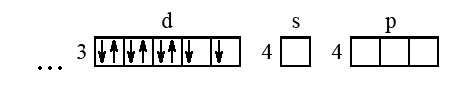 d s p
... 3 ↓↑ ↓↑ ↓↑ ↓ ↓ 4 4